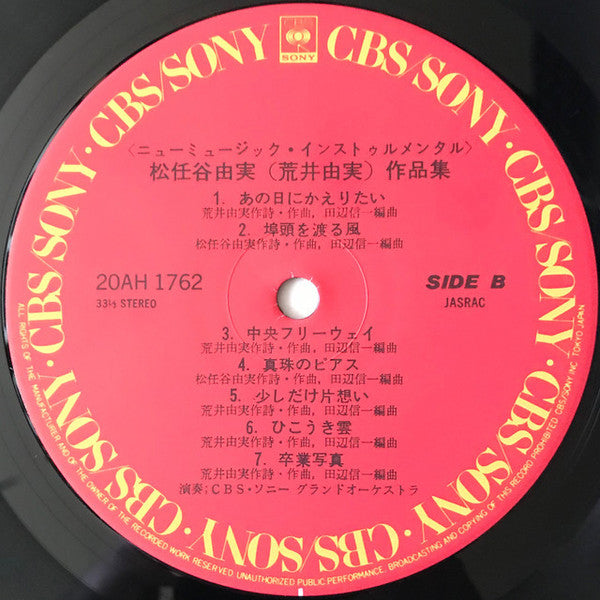 CBS
SONY
CBS/SONY · CBS/SONY · CBS/SONY · CBS/SONY · CBS/SONY · CBS/SONY ·
〈ニューミュージック・インストゥルメンタル〉
松任谷由実（荒井由実）作品集
1. あの日にかえりたい
荒井由実作詩・作曲, 田辺信一編曲
2. 埠頭を渡る風
松任谷由実作詩・作曲, 田辺信一編曲
20AH 1762
33⅓ STEREO
SIDE B
JASRAC
3. 中央フリーウェイ
荒井由実作詩・作曲, 田辺信一編曲
4. 真珠のピアス
松任谷由実作詩・作曲, 田辺信一編曲
5. 少しだけ片想い
荒井由実作詩・作曲, 田辺信一編曲
6. ひこうき雲
荒井由実作詩・作曲, 田辺信一編曲
7. 卒業写真
荒井由実作詩・作曲, 田辺信一編曲
演奏:CBS・ソニー グランドオーケストラ
ALL RIGHTS OF THE MANUFACTURER AND OF THE OWNER OF THE RECORDED WORK RESERVED UNAUTHORIZED PUBLIC PERFORMANCE, BROADCASTING AND COPYING OF THIS RECORD PROHIBITED CBS/SONY INC. TOKYO JAPAN